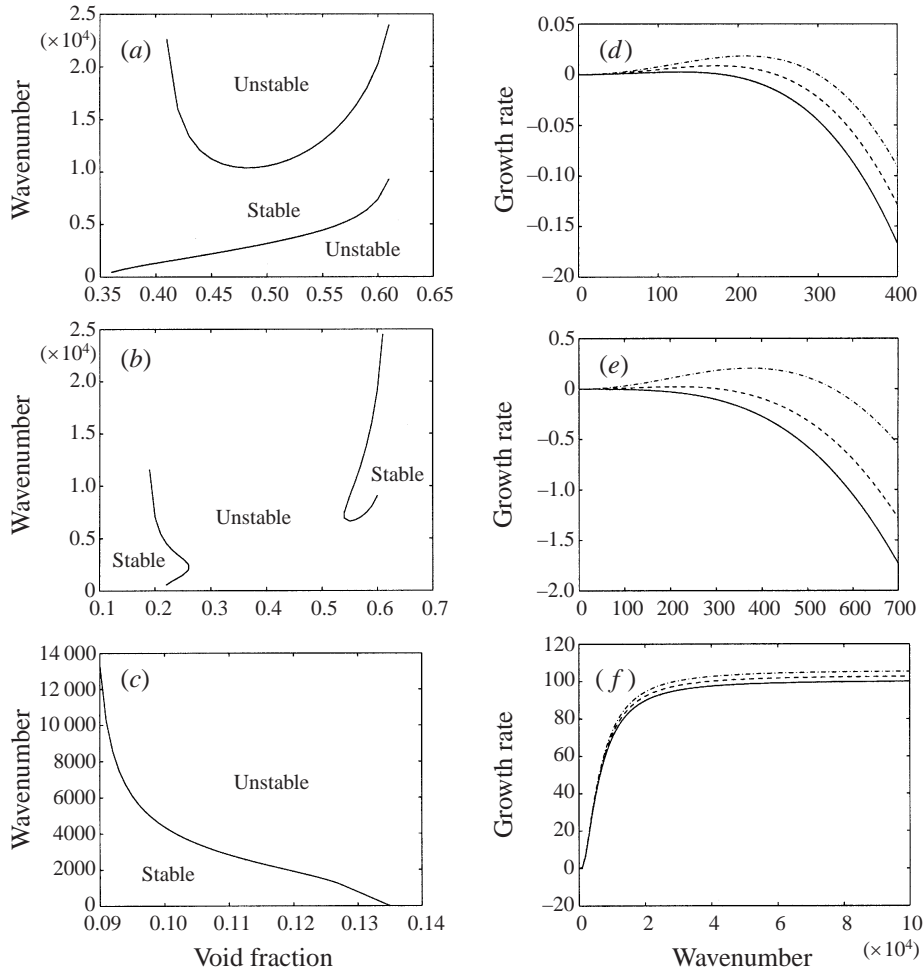 2.5
(×10⁴)
2.0
1.5
1.0
0.5
0
0.35 0.40 0.45 0.50 0.55 0.60 0.65
Wavenumber
(a)
Unstable
Stable
Unstable
0.05
0
−0.05
−0.10
−0.15
−20
0 100 200 300 400
Growth rate
(d)
2.5
(×10⁴)
2.0
1.5
1.0
0.5
0
0.1 0.2 0.3 0.4 0.5 0.6 0.7
Wavenumber
(b)
Stable
Unstable
Stable
0.5
0
−0.5
−1.0
−1.5
−2.0
0 100 200 300 400 500 600 700
Growth rate
(e)
14 000
12 000
10 000
8000
6000
4000
2000
0
0.09 0.10 0.11 0.12 0.13 0.14
Wavenumber
(c)
Unstable
Stable
Void fraction
120
100
80
60
40
20
0
−20
0 2 4 6 8 10
(×10⁴)
Growth rate
(f)
Wavenumber